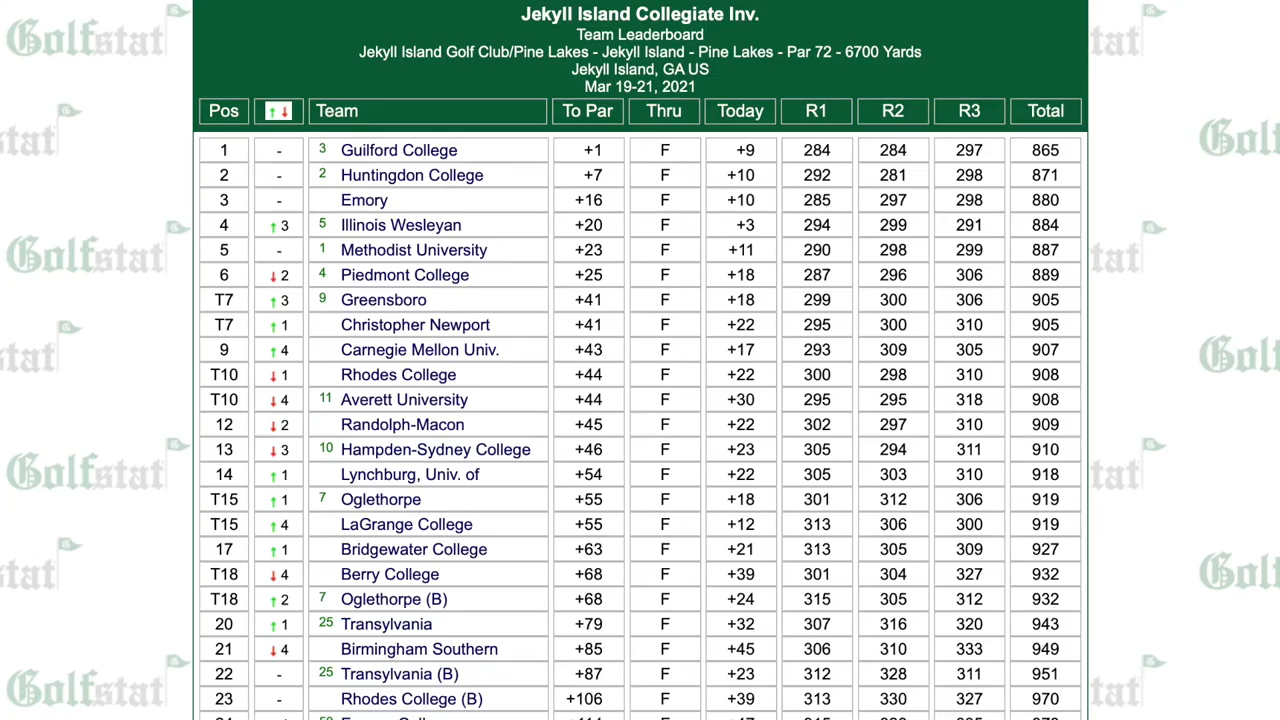 Jekyll Island Collegiate Inv.
Team Leaderboard
Jekyll Island Golf Club/Pine Lakes - Jekyll Island - Pine Lakes - Par 72 - 6700 Yards
Jekyll Island, GA US
Mar 19-21, 2021
Pos ↑↓ Team To Par Thru Today R1 R2 R3 Total
1 - 3 Guilford College +1 F +9 284 284 297 865
2 - 2 Huntingdon College +7 F +10 292 281 298 871
3 - Emory +16 F +10 285 297 298 880
4 ↑ 3 5 Illinois Wesleyan +20 F +3 294 299 291 884
5 - 1 Methodist University +23 F +11 290 298 299 887
6 ↓ 2 4 Piedmont College +25 F +18 287 296 306 889
T7 ↑ 3 9 Greensboro +41 F +18 299 300 306 905
T7 ↑ 1 Christopher Newport +41 F +22 295 300 310 905
9 ↑ 4 Carnegie Mellon Univ. +43 F +17 293 309 305 907
T10 ↓ 1 Rhodes College +44 F +22 300 298 310 908
T10 ↓ 4 11 Averett University +44 F +30 295 295 318 908
12 ↓ 2 Randolph-Macon +45 F +22 302 297 310 909
13 ↓ 3 10 Hampden-Sydney College +46 F +23 305 294 311 910
14 ↑ 1 Lynchburg, Univ. of +54 F +22 305 303 310 918
T15 ↑ 1 7 Oglethorpe +55 F +18 301 312 306 919
T15 ↑ 4 LaGrange College +55 F +12 313 306 300 919
17 ↑ 1 Bridgewater College +63 F +21 313 305 309 927
T18 ↓ 4 Berry College +68 F +39 301 304 327 932
T18 ↑ 2 7 Oglethorpe (B) +68 F +24 315 305 312 932
20 ↑ 1 25 Transylvania +79 F +32 307 316 320 943
21 ↓ 4 Birmingham Southern +85 F +45 306 310 333 949
22 - 25 Transylvania (B) +87 F +23 312 328 311 951
23 - Rhodes College (B) +106 F +39 313 330 327 970
Golfstat
Golfstat
Golfstat
Golfstat